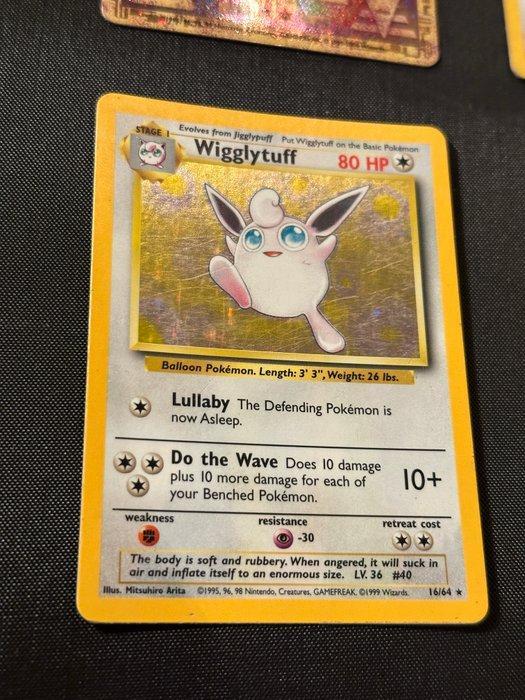 STAGE 1
Evolves from Jigglypuff
Put Wigglytuff on the Basic Pokémon
Wigglytuff
80 HP
Balloon Pokémon. Length: 3' 3", Weight: 26 lbs.
Lullaby The Defending Pokémon is
now Asleep.
Do the Wave Does 10 damage
plus 10 more damage for each of
your Benched Pokémon.
10+
weakness
resistance
retreat cost
-30
The body is soft and rubbery. When angered, it will suck in
air and inflate itself to an enormous size. LV. 36 #40
Illus. Mitsuhiro Arita ©1995, 96, 98 Nintendo, Creatures, GAMEFREAK. ©1999 Wizards. 16/64 ★